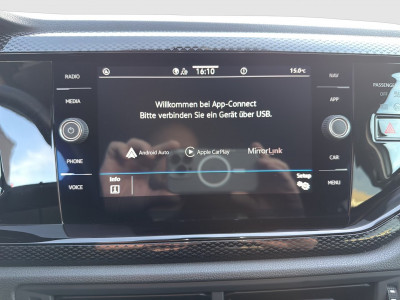 RADIO
MEDIA
PHONE
VOICE
16:10
15.0°C
Willkommen bei App-Connect
Bitte verbinden Sie ein Gerät über USB.
Android Auto
Apple CarPlay
MirrorLink
Info
Setup
NAV
APP
CAR
MENU
PASSENGER